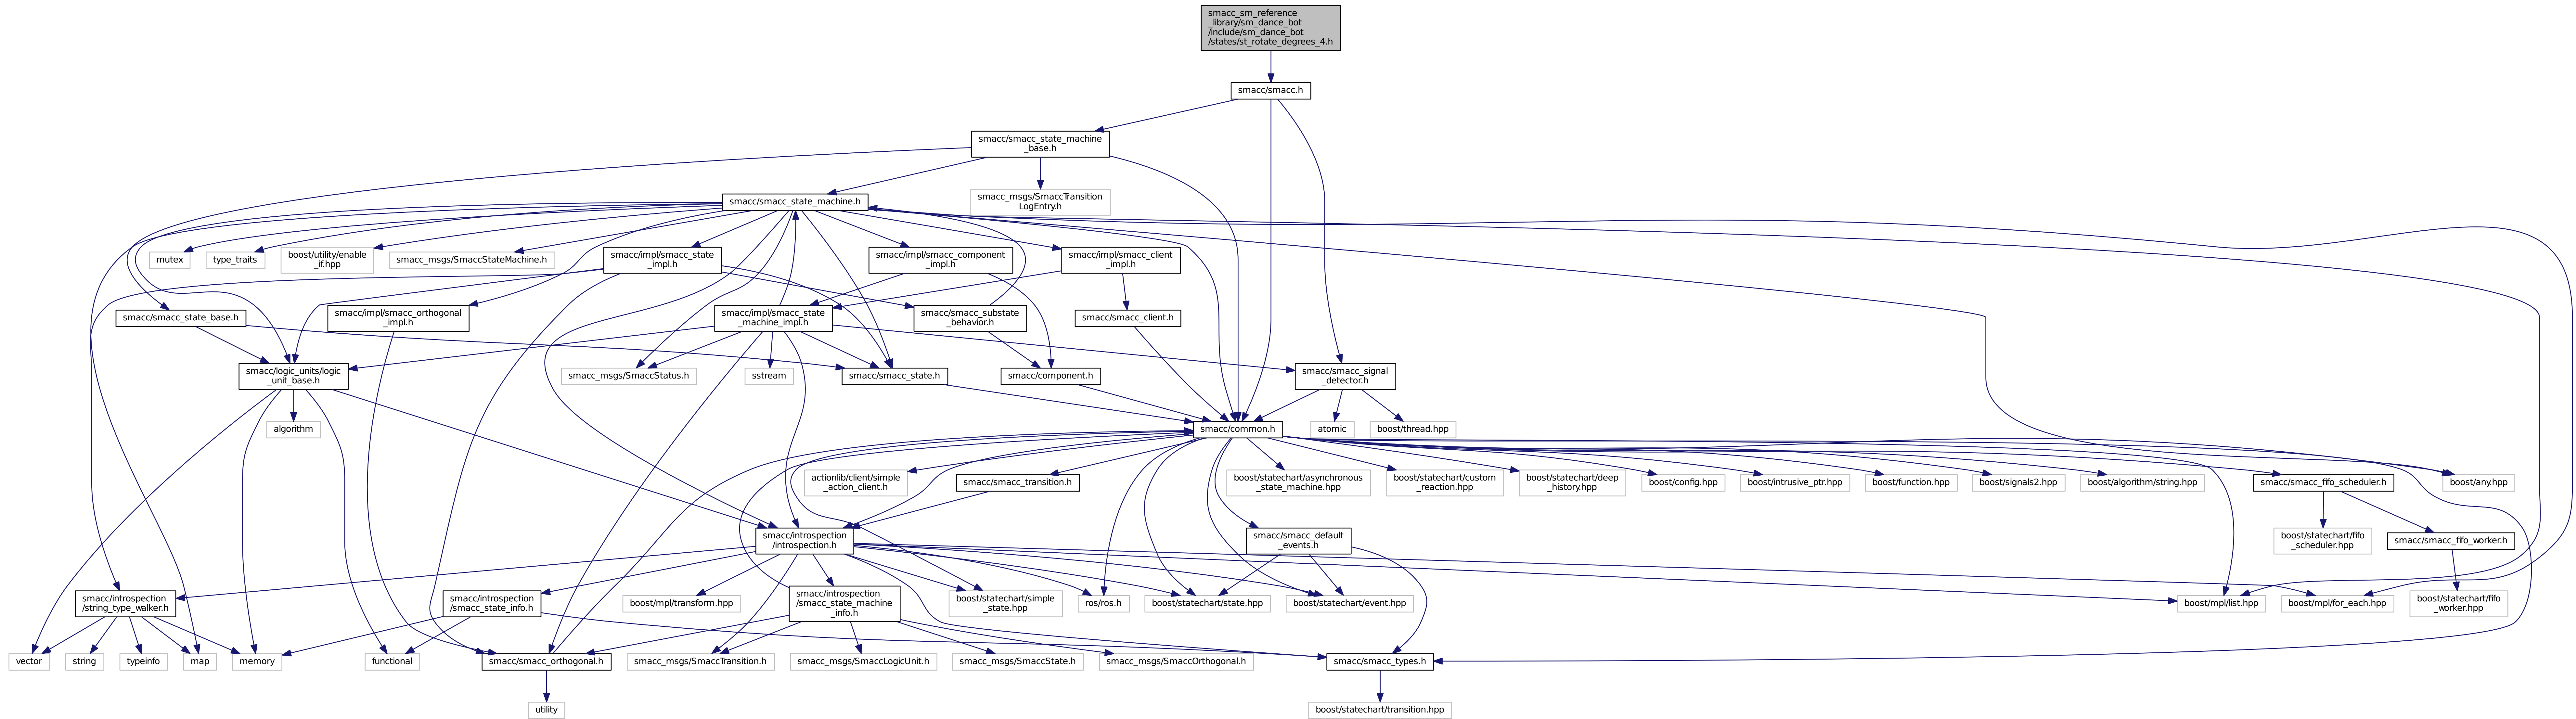 smacc_sm_reference
_library/sm_dance_bot
/include/sm_dance_bot
/states/st_rotate_degrees_4.h
smacc/smacc.h
smacc/smacc_state_machine
_base.h
smacc/smacc_state_machine.h
smacc_msgs/SmaccTransition
LogEntry.h
mutex
type_traits
boost/utility/enable
_if.hpp
smacc_msgs/SmaccStateMachine.h
smacc/impl/smacc_state
_impl.h
smacc/impl/smacc_component
_impl.h
smacc/impl/smacc_client
_impl.h
smacc/smacc_state_base.h
smacc/impl/smacc_orthogonal
_impl.h
smacc/impl/smacc_state
_machine_impl.h
smacc/smacc_substate
_behavior.h
smacc/smacc_client.h
smacc/logic_units/logic
_unit_base.h
smacc_msgs/SmaccStatus.h
sstream
smacc/smacc_state.h
smacc/component.h
smacc/smacc_signal
_detector.h
algorithm
smacc/common.h
atomic
boost/thread.hpp
actionlib/client/simple
_action_client.h
smacc/smacc_transition.h
boost/statechart/asynchronous
_state_machine.hpp
boost/statechart/custom
_reaction.hpp
boost/statechart/deep
_history.hpp
boost/config.hpp
boost/intrusive_ptr.hpp
boost/function.hpp
boost/signals2.hpp
boost/algorithm/string.hpp
smacc/smacc_fifo_scheduler.h
boost/any.hpp
smacc/introspection
/introspection.h
smacc/smacc_default
_events.h
boost/statechart/fifo
_scheduler.hpp
smacc/smacc_fifo_worker.h
smacc/introspection
/string_type_walker.h
smacc/introspection
/smacc_state_info.h
boost/mpl/transform.hpp
smacc/introspection
/smacc_state_machine
_info.h
boost/statechart/simple
_state.hpp
ros/ros.h
boost/statechart/state.hpp
boost/statechart/event.hpp
boost/mpl/list.hpp
boost/mpl/for_each.hpp
boost/statechart/fifo
_worker.hpp
vector
string
typeinfo
map
memory
functional
smacc/smacc_orthogonal.h
smacc_msgs/SmaccTransition.h
smacc_msgs/SmaccLogicUnit.h
smacc_msgs/SmaccState.h
smacc_msgs/SmaccOrthogonal.h
smacc/smacc_types.h
utility
boost/statechart/transition.hpp